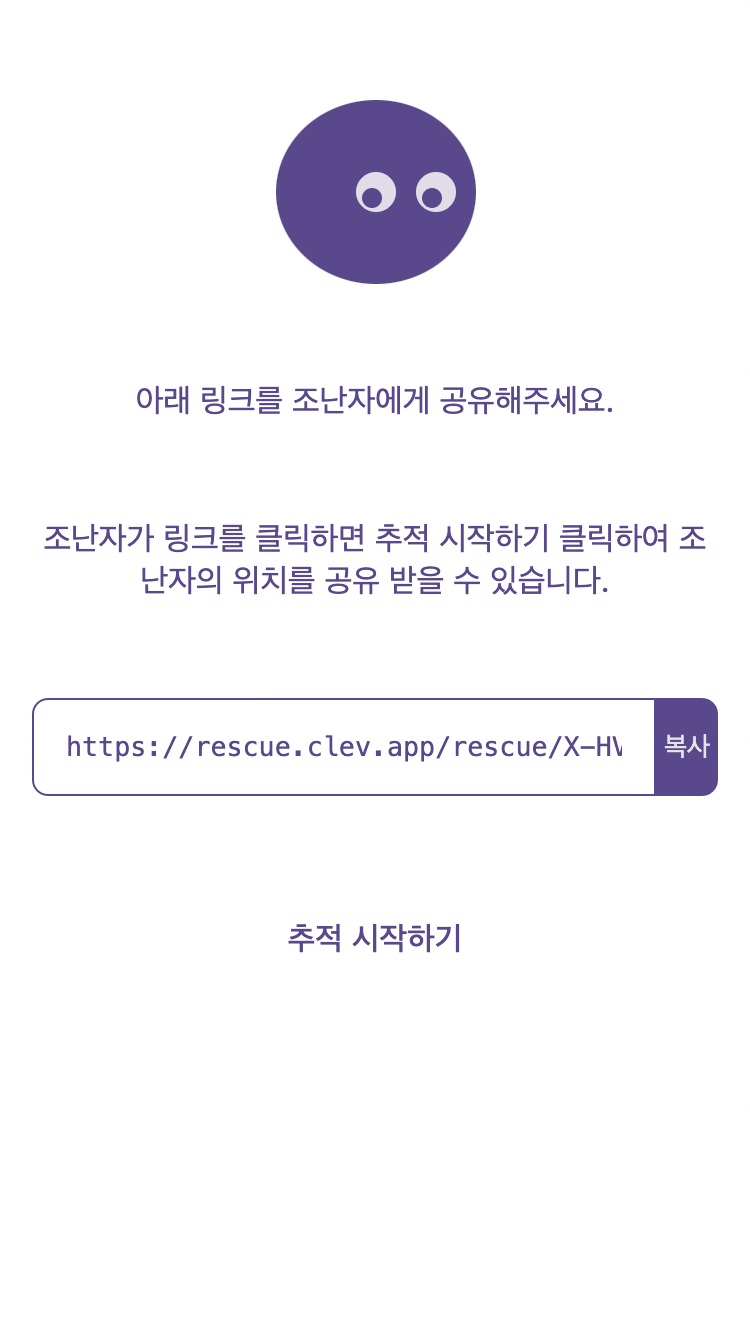 아래 링크를 조난자에게 공유해주세요.
조난자가 링크를 클릭하면 추적 시작하기 클릭하여 조
난자의 위치를 공유 받을 수 있습니다.
https://rescue.clev.app/rescue/X-HV
복사
추적 시작하기